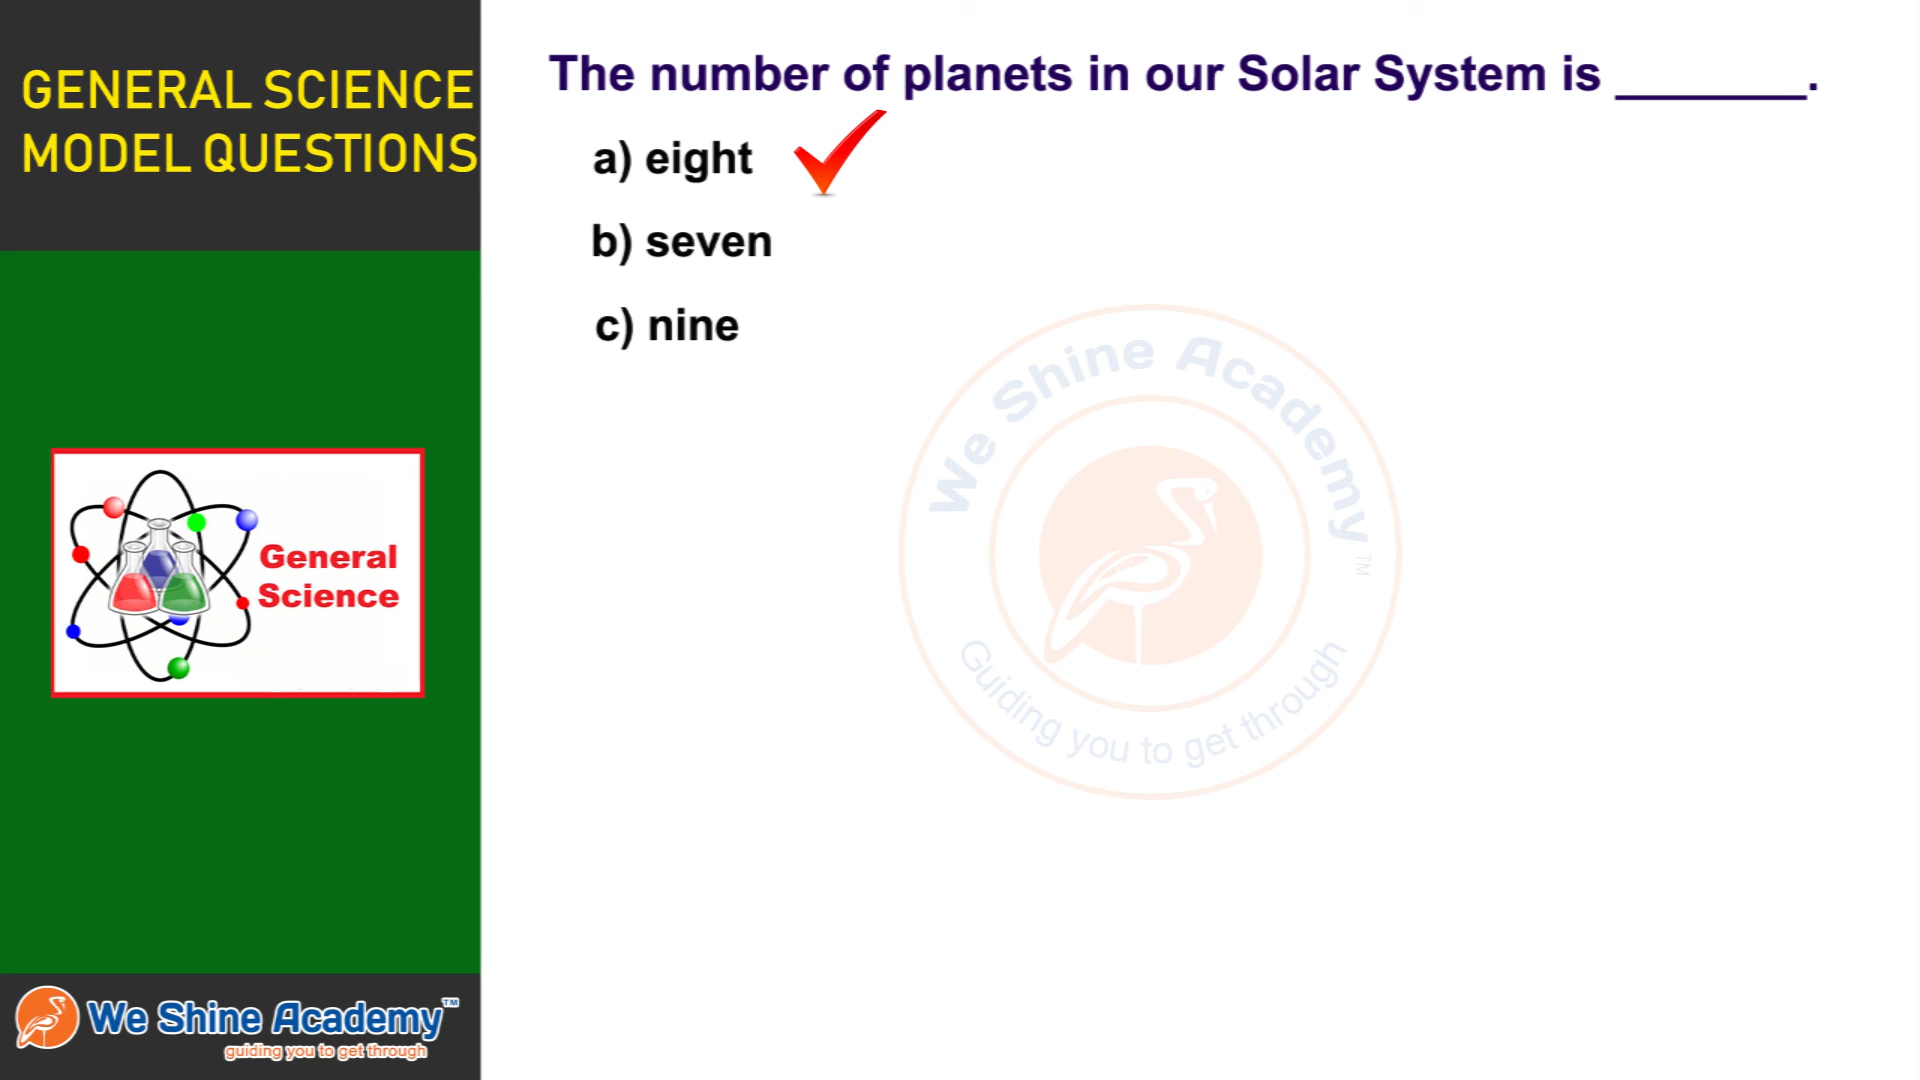 GENERAL SCIENCE
MODEL QUESTIONS
The number of planets in our Solar System is _______.
a) eight
b) seven
c) nine
General
Science
We Shine Academy™
Guiding you to get through
We Shine Academy™
guiding you to get through